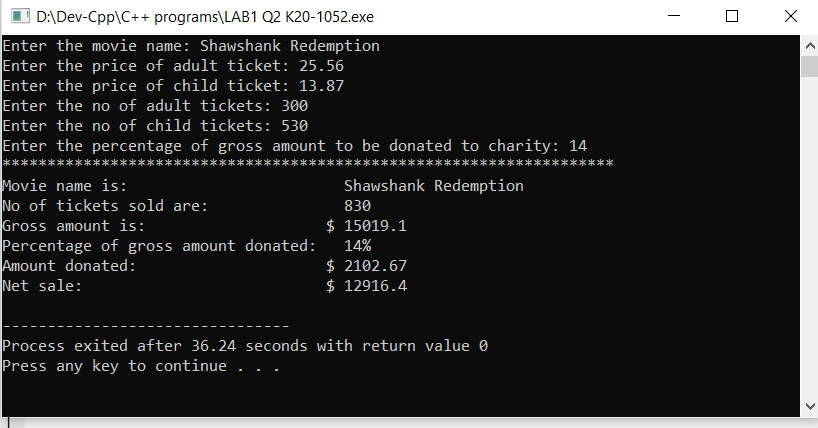 D:\Dev-Cpp\C++ programs\LAB1 Q2 K20-1052.exe
Enter the movie name: Shawshank Redemption
Enter the price of adult ticket: 25.56
Enter the price of child ticket: 13.87
Enter the no of adult tickets: 300
Enter the no of child tickets: 530
Enter the percentage of gross amount to be donated to charity: 14
********************************************************************
Movie name is:                        Shawshank Redemption
No of tickets sold are:               830
Gross amount is:                    $ 15019.1
Percentage of gross amount donated:   14%
Amount donated:                     $ 2102.67
Net sale:                           $ 12916.4
--------------------------------
Process exited after 36.24 seconds with return value 0
Press any key to continue . . .